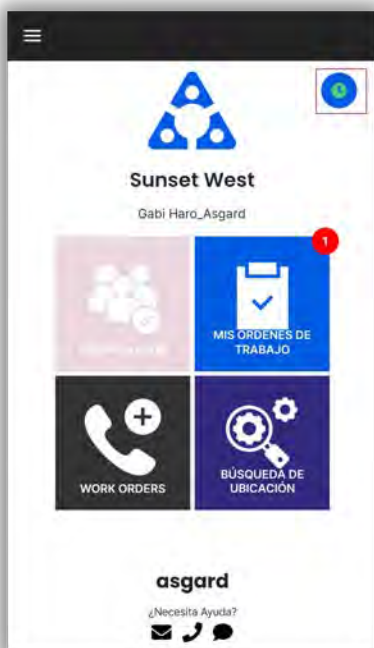 Sunset West
Gabi Haro_Asgard
1
MIS ORDENES DE
TRABAJO
WORK ORDERS
BÚSQUEDA DE
UBICACIÓN
asgard
¿Necesita Ayuda?